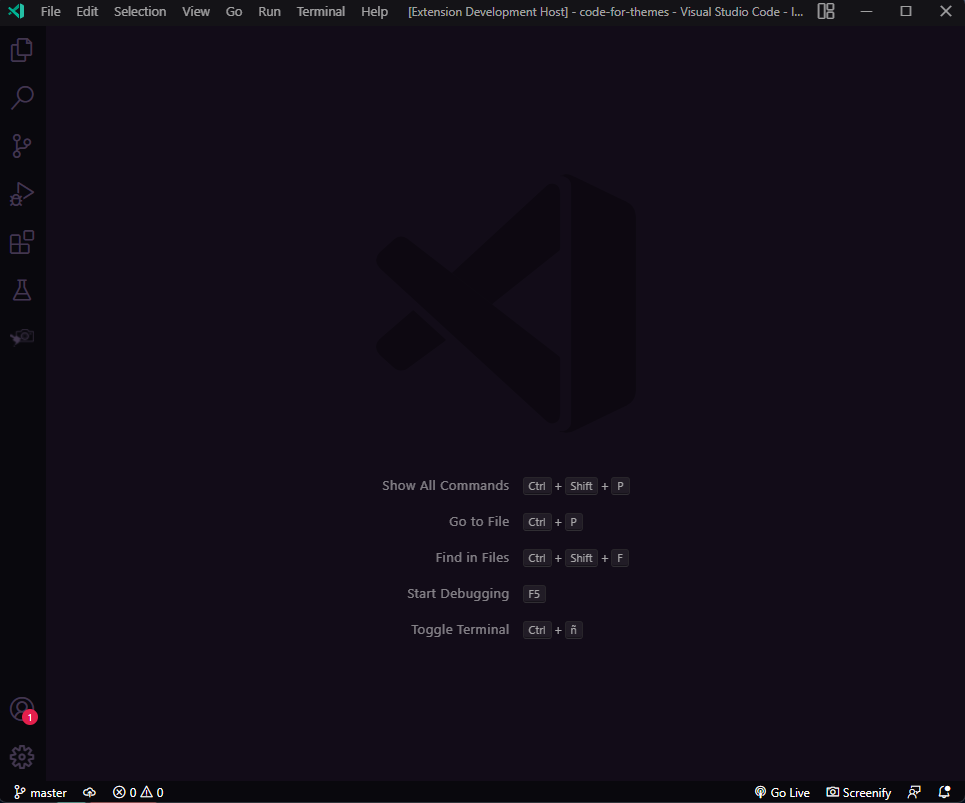 File Edit Selection View Go Run Terminal Help [Extension Development Host] - code-for-themes - Visual Studio Code - I...
Show All Commands Ctrl + Shift + P
Go to File Ctrl + P
Find in Files Ctrl + Shift + F
Start Debugging F5
Toggle Terminal Ctrl + ñ
1
master 0 0 Go Live Screenify